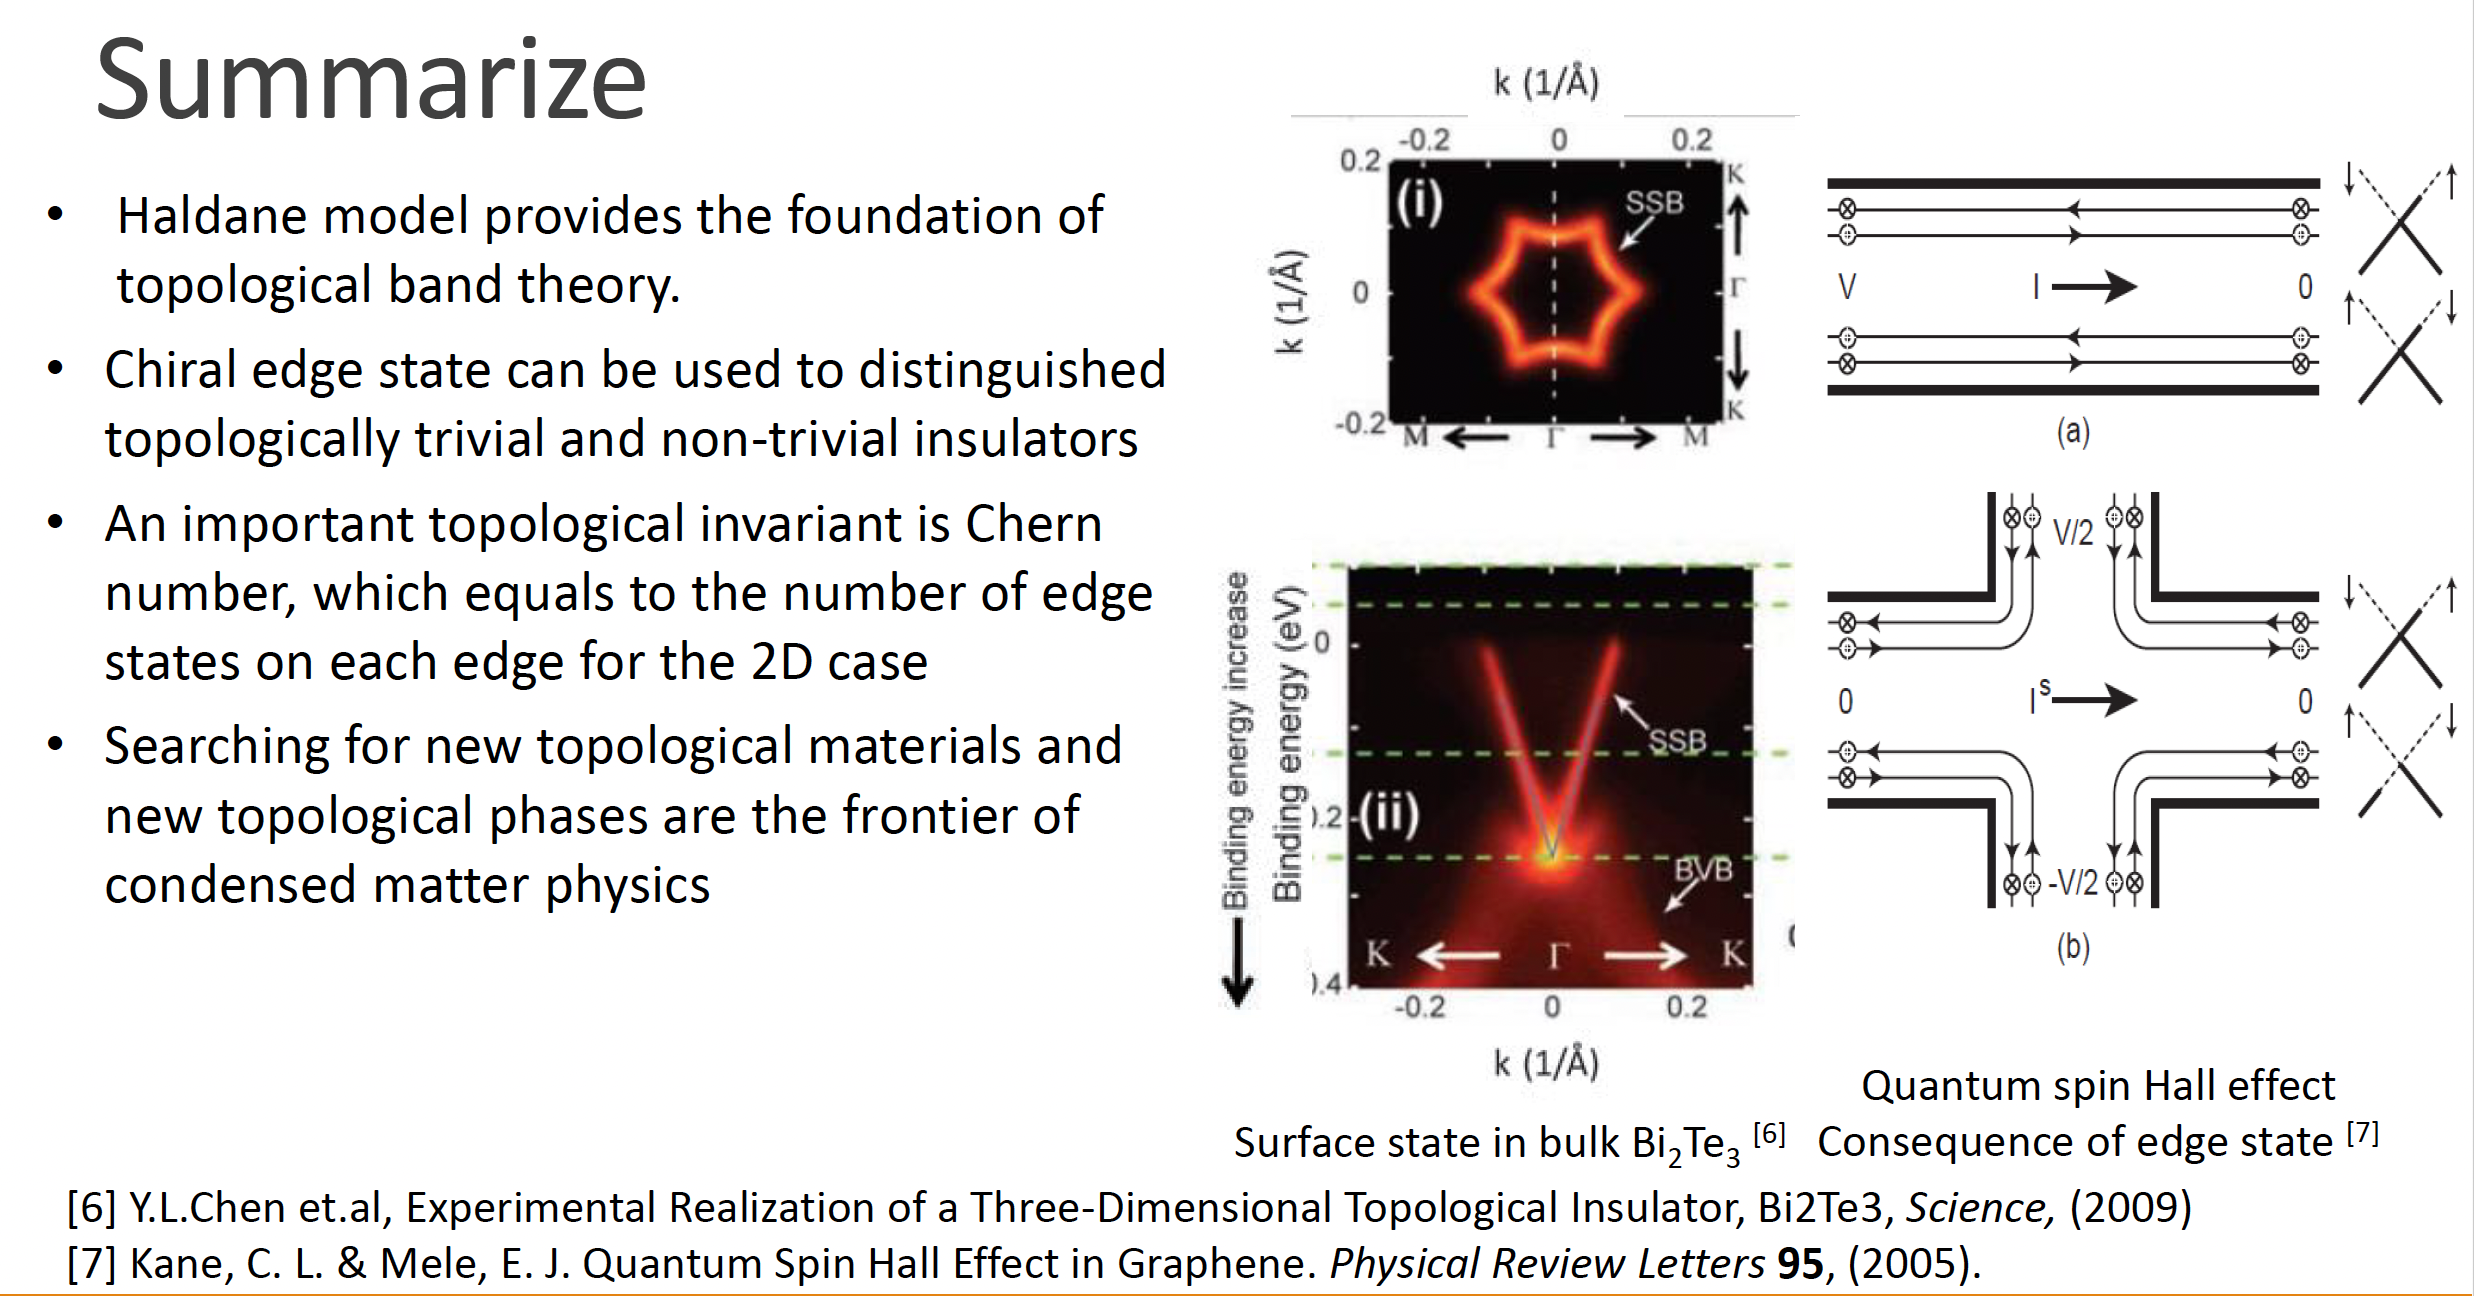 Summarize
• Haldane model provides the foundation of
topological band theory.
• Chiral edge state can be used to distinguished
topologically trivial and non-trivial insulators
• An important topological invariant is Chern
number, which equals to the number of edge
states on each edge for the 2D case
• Searching for new topological materials and
new topological phases are the frontier of
condensed matter physics
k (1/Å)
-0.2 0 0.2
0.2
0
-0.2
k (1/Å)
(i)
SSB
K
Γ
K
M Γ M
Binding energy increase
Binding energy (eV)
0
).2
).4
(ii)
SSB
BVB
K Γ K
-0.2 0 0.2
k (1/Å)
Surface state in bulk Bi₂Te₃ [6]
V I 0
(a)
V/2
0 Iˢ 0
-V/2
(b)
Quantum spin Hall effect
Consequence of edge state [7]
[6] Y.L.Chen et.al, Experimental Realization of a Three-Dimensional Topological Insulator, Bi2Te3, Science, (2009)
[7] Kane, C. L. & Mele, E. J. Quantum Spin Hall Effect in Graphene. Physical Review Letters 95, (2005).